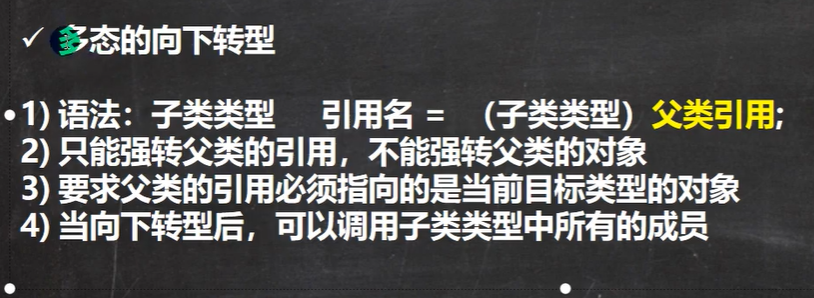 ✓ 多态的向下转型
1) 语法：子类类型 引用名 = （子类类型）父类引用;
2) 只能强转父类的引用，不能强转父类的对象
3) 要求父类的引用必须指向的是当前目标类型的对象
4) 当向下转型后，可以调用子类类型中所有的成员